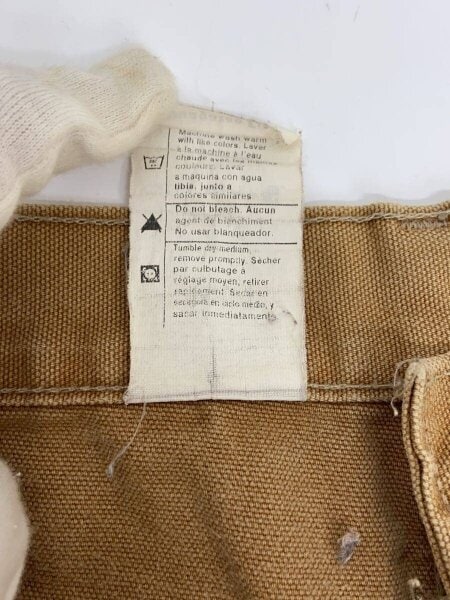 Machine wash warm
with like colors. Laver
a la machine à l'eau
chaude avec les mêmes
couleurs. Lavar
a maquina con agua
tibia, junto a
colores similares
Do not bleach. Aucun
agent de blanchiment
No usar blanqueador.
Tumble dry medium,
remove promptly. Sécher
par culbutage à
réglage moyen, retirer
rapidement. Secar en
secadora en ciclo medio, y
sacar inmediatamente